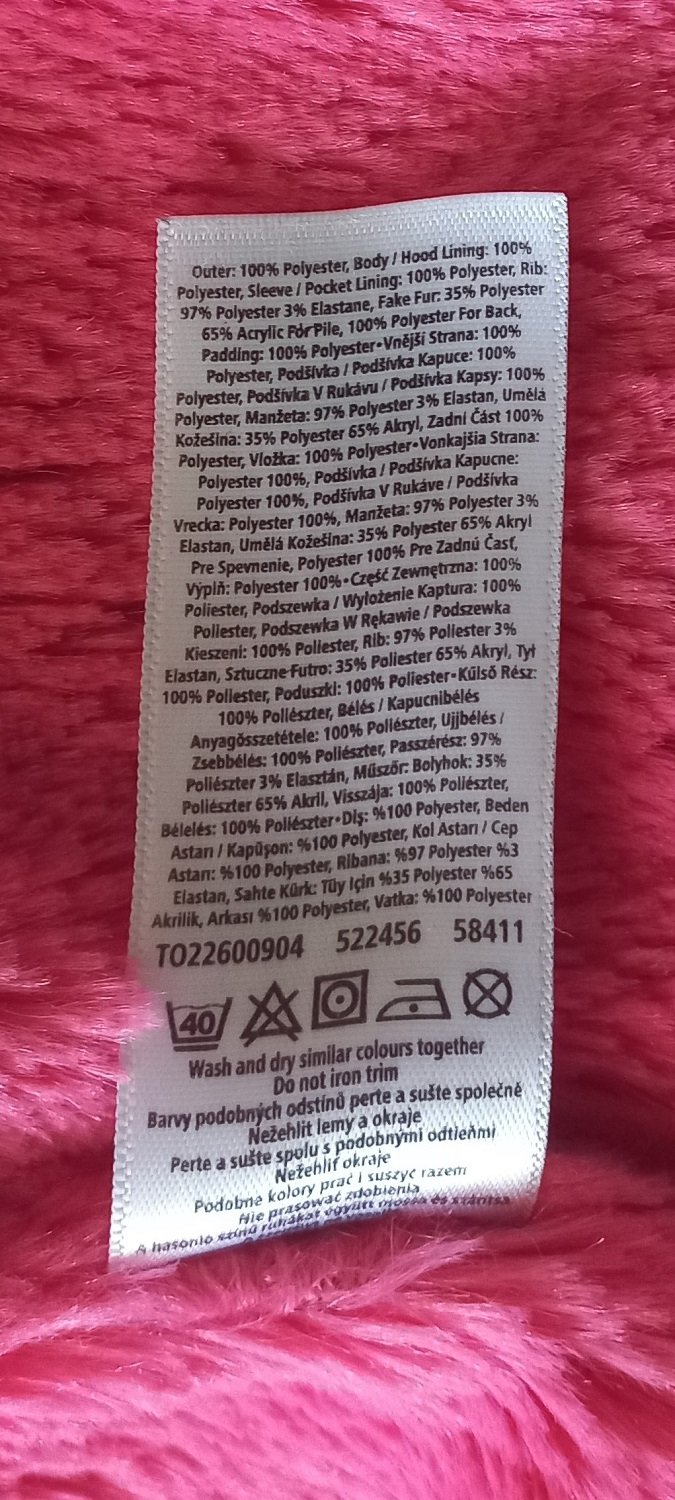 Outer: 100% Polyester, Body / Hood Lining: 100%
Polyester, Sleeve / Pocket Lining: 100% Polyester, Rib:
97% Polyester 3% Elastane, Fake Fur: 35% Polyester
65% Acrylic For Pile, 100% Polyester For Back,
Padding: 100% Polyester•Vnější Strana: 100%
Polyester, Podšívka / Podšívka Kapuce: 100%
Polyester, Podšívka V Rukávu / Podšívka Kapsy: 100%
Polyester, Manžeta: 97% Polyester 3% Elastan, Umělá
Kožešina: 35% Polyester 65% Akryl, Zadní Část 100%
Polyester, Vložka: 100% Polyester•Vonkajšia Strana:
Polyester 100%, Podšívka / Podšívka Kapucne:
Polyester 100%, Podšívka V Rukáve / Podšívka
Vrecka: Polyester 100%, Manžeta: 97% Polyester 3%
Elastan, Umělá Kožešina: 35% Polyester 65% Akryl
Pre Spevnenie, Polyester 100% Pre Zadnú Časť,
Výplň: Polyester 100%•Część Zewnętrzna: 100%
Poliester, Podszewka / Wyłożenie Kaptura: 100%
Poliester, Podszewka W Rękawie / Podszewka
Kieszeni: 100% Poliester, Rib: 97% Poliester 3%
Elastan, Sztuczne Futro: 35% Poliester 65% Akryl, Tył
100% Poliester, Poduszki: 100% Poliester•Külső Rész:
100% Poliészter, Bélés / Kapucnibélés
Anyagösszetétele: 100% Poliészter, Ujjbélés /
Zsebbélés: 100% Poliészter, Passzérész: 97%
Poliészter 3% Elasztán, Műszőr: Bolyhok: 35%
Poliészter 65% Akril, Visszája: 100% Poliészter,
Bélelés: 100% Poliészter•Dış: %100 Polyester, Beden
Astarı / Kapüşon: %100 Polyester, Kol Astarı / Cep
Astarı: %100 Polyester, Ribana: %97 Polyester %3
Elastan, Sahte Kürk: Tüy Için %35 Polyester %65
Akrilik, Arkası %100 Polyester, Vatka: %100 Polyester
TO22600904 522456 58411
40
Wash and dry similar colours together
Do not iron trim
Barvy podobných odstínů perte a sušte společně
Nežehlit lemy a okraje
Perte a sušte spolu s podobnými odtieňmi
Nežehliť okraje
Podobne kolory prać i suszyć razem
Nie prasować zdobienia
A hasonló színű ruhákat együtt mossa és szárítsa